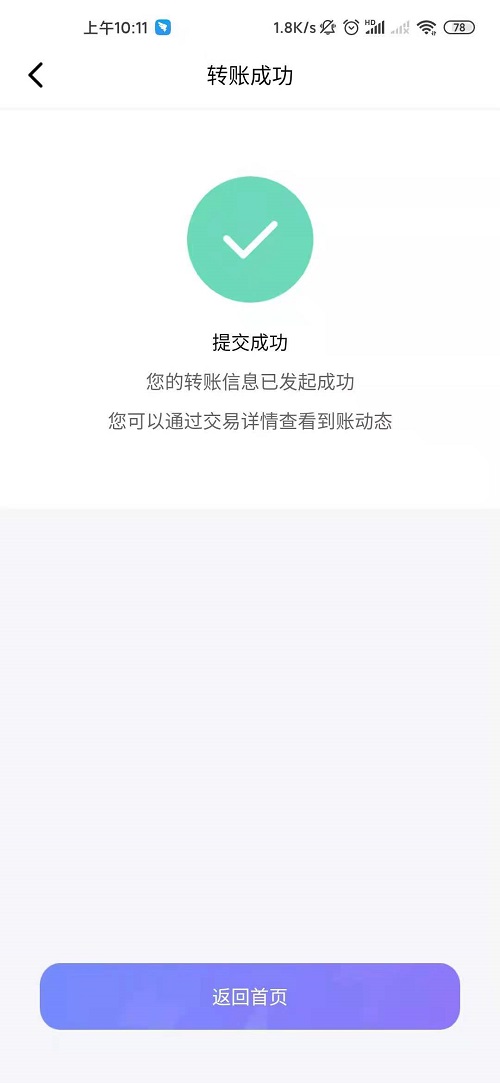 上午10:11
1.8K/s HD 78
转账成功
提交成功
您的转账信息已发起成功
您可以通过交易详情查看到账动态
返回首页